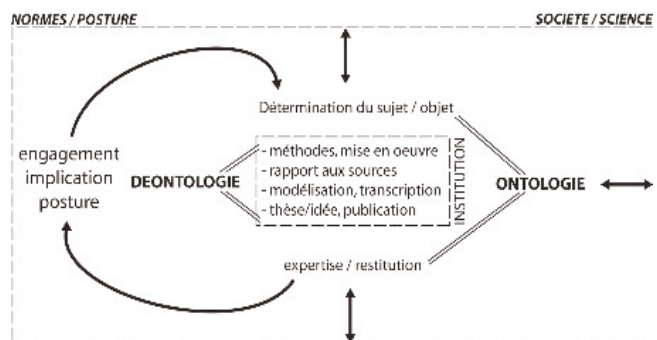 NORMES / POSTURE
SOCIETE / SCIENCE
Détermination du sujet / objet
engagement
implication
posture
DEONTOLOGIE
- méthodes, mise en oeuvre
- rapport aux sources
- modélisation, transcription
- thèse/idée, publication
INSTITUTION
ONTOLOGIE
expertise / restitution